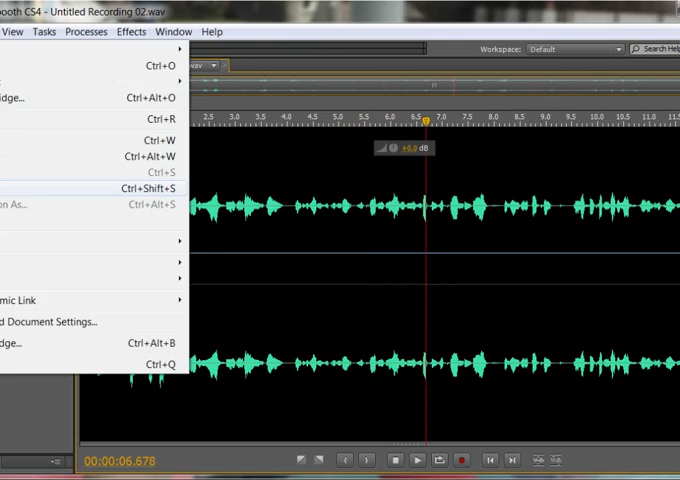 ooth CS4 - Untitled Recording 02.wav
View Tasks Processes Effects Window Help
Workspace: Default Search Help
Ctrl+O
wav
idge... Ctrl+Alt+O
Ctrl+R
2.5 3.0 3.5 4.0 4.5 5.0 5.5 6.0 6.5 7.0 7.5 8.0 8.5 9.0 9.5 10.0 10.5 11.0 11.5
Ctrl+W
+0.0 dB
Ctrl+Alt+W
Ctrl+S
Ctrl+Shift+S
on As... Ctrl+Alt+S
mic Link
d Document Settings...
dge... Ctrl+Alt+B
Ctrl+Q
00:00:06.678